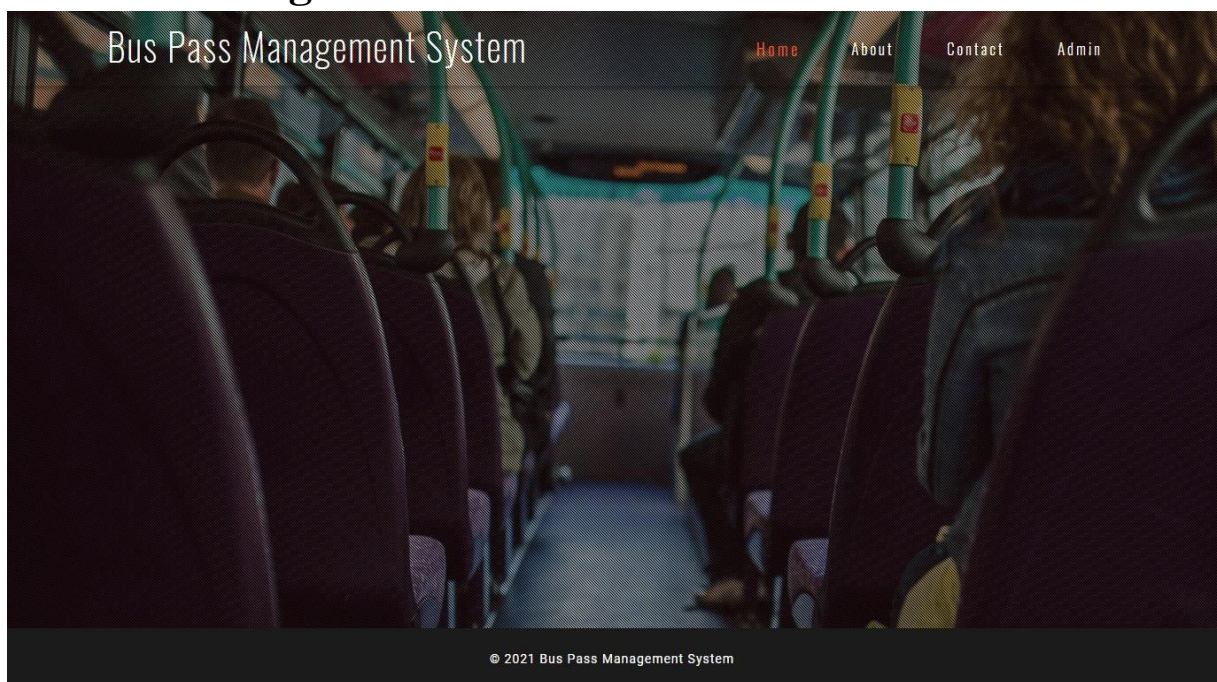 Bus Pass Management System
Home About Contact Admin
© 2021 Bus Pass Management System